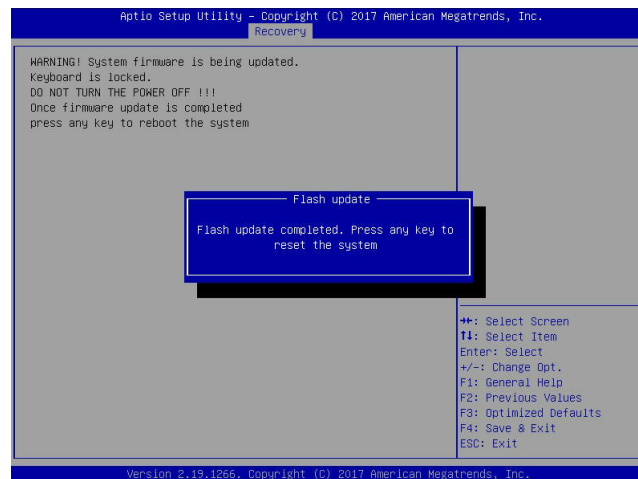 Aptio Setup Utility – Copyright (C) 2017 American Megatrends, Inc.
Recovery
WARNING! System firmware is being updated.
Keyboard is locked.
DO NOT TURN THE POWER OFF !!!
Once firmware update is completed
press any key to reboot the system
Flash update
Flash update completed. Press any key to
reset the system
→←: Select Screen
↑↓: Select Item
Enter: Select
+/-: Change Opt.
F1: General Help
F2: Previous Values
F3: Optimized Defaults
F4: Save & Exit
ESC: Exit
Version 2.19.1266. Copyright (C) 2017 American Megatrends, Inc.